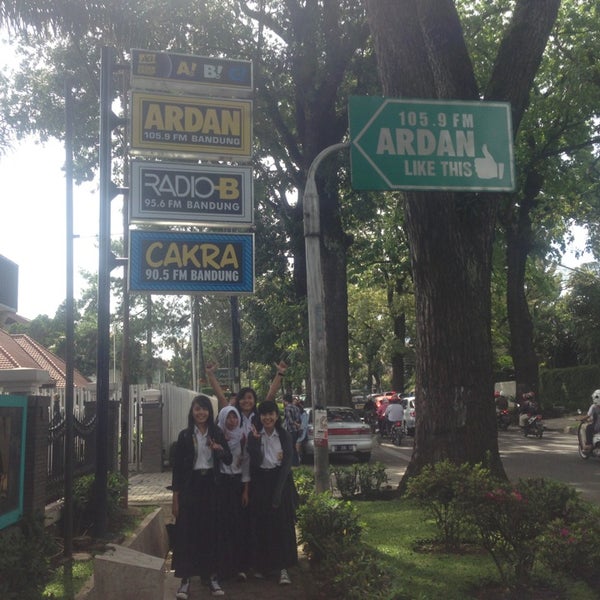 A! B!
ARDAN
105.9 FM BANDUNG
RADIO-B
95.6 FM BANDUNG
CAKRA
90.5 FM BANDUNG
105.9 FM
ARDAN
LIKE THIS